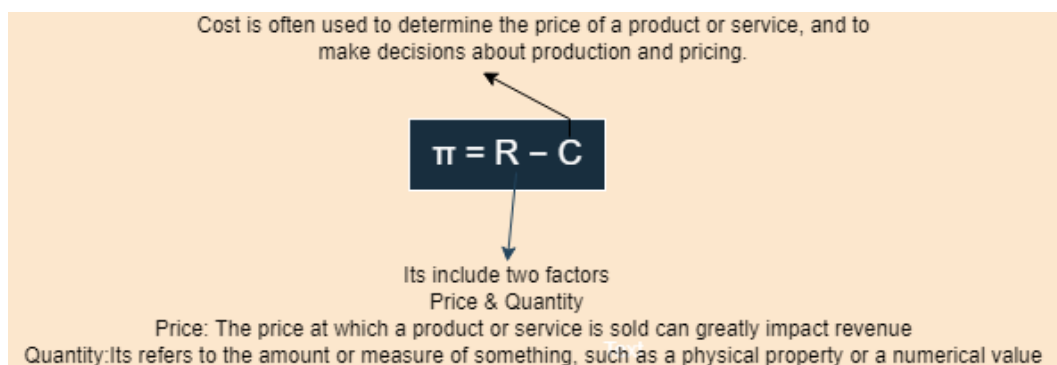 Cost is often used to determine the price of a product or service, and to
make decisions about production and pricing.
π = R – C
Its include two factors
Price & Quantity
Price: The price at which a product or service is sold can greatly impact revenue
Quantity:Its refers to the amount or measure of something, such as a physical property or a numerical value